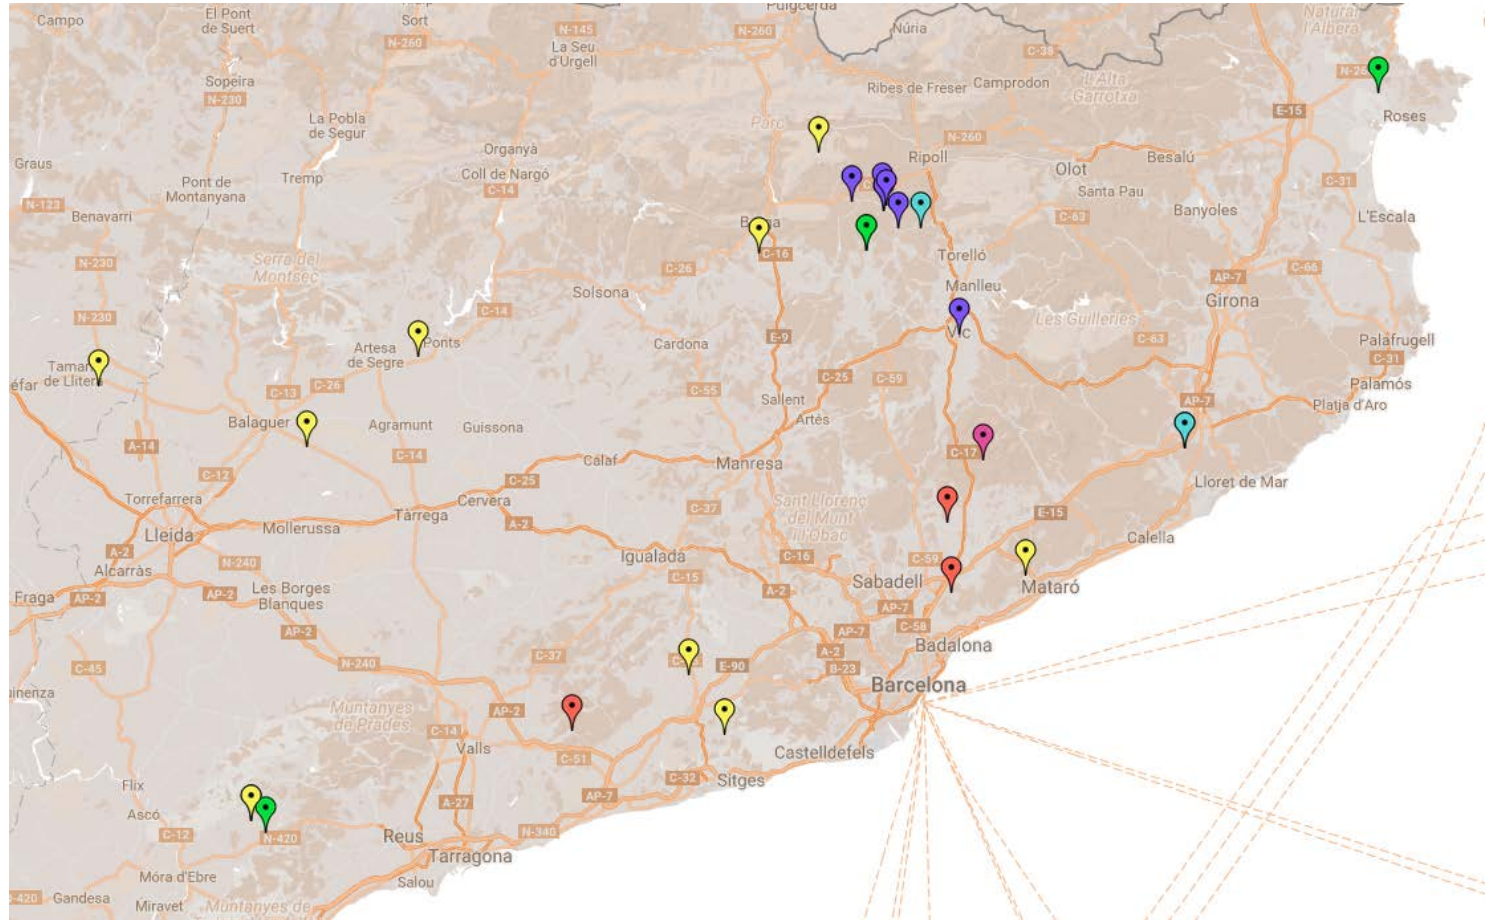 Campo
El Pont
de Suert
Sort
N-145
N-260
La Seu
d'Urgell
N-260
Puigcerdà
Núria
C-38
Natural
l'Albera
Sopeira
N-230
Ribes de Freser
Camprodon
L'Alta
Garrotxa
E-15
Roses
La Pobla
de Segur
Parc
N-260
Graus
Organyà
Ripoll
Besalú
Pont de
Montanyana
Tremp
Coll de Nargó
C-14
Olot
Santa Pau
C-31
N-123
Benavarri
C-63
Banyoles
L'Escala
N-230
Serra del
Montsec
C-26
C-16
Torelló
C-66
AP-7
Solsona
Manlleu
Girona
N-230
C-14
Les Guilleries
Artesa
de Segre
Ponts
Cardona
E-9
Vic
C-63
Palafrugell
C-31
de Llitera
C-26
C-13
C-55
C-25
C-59
Palamós
Sallent
AP-7
Platja d'Aro
Balaguer
Agramunt
Guissona
Artés
A-14
C-14
Calaf
Manresa
C-17
C-12
C-25
Lloret de Mar
Torrefarrera
Cervera
Sant Llorenç
del Munt
i l'Obac
Lleida
Mollerussa
Tàrrega
A-2
C-37
E-15
Calella
A-2
N-240
Igualada
C-16
C-59
Alcarràs
C-15
Sabadell
Mataró
Fraga
AP-2
AP-2
Les Borges
Blanques
A-2
AP-7
AP-2
AP-7
C-58
Badalona
C-45
N-240
C-37
E-90
A-2
B-23
Barcelona
Muntanyes
de Prades
AP-2
C-14
Valls
C-51
Castelldefels
Flix
C-32
Sitges
Ascó
A-27
AP-7
C-12
N-420
Reus
N-340
Tarragona
Móra d'Ebre
Salou
Gandesa
Miravet
Muntanyes de